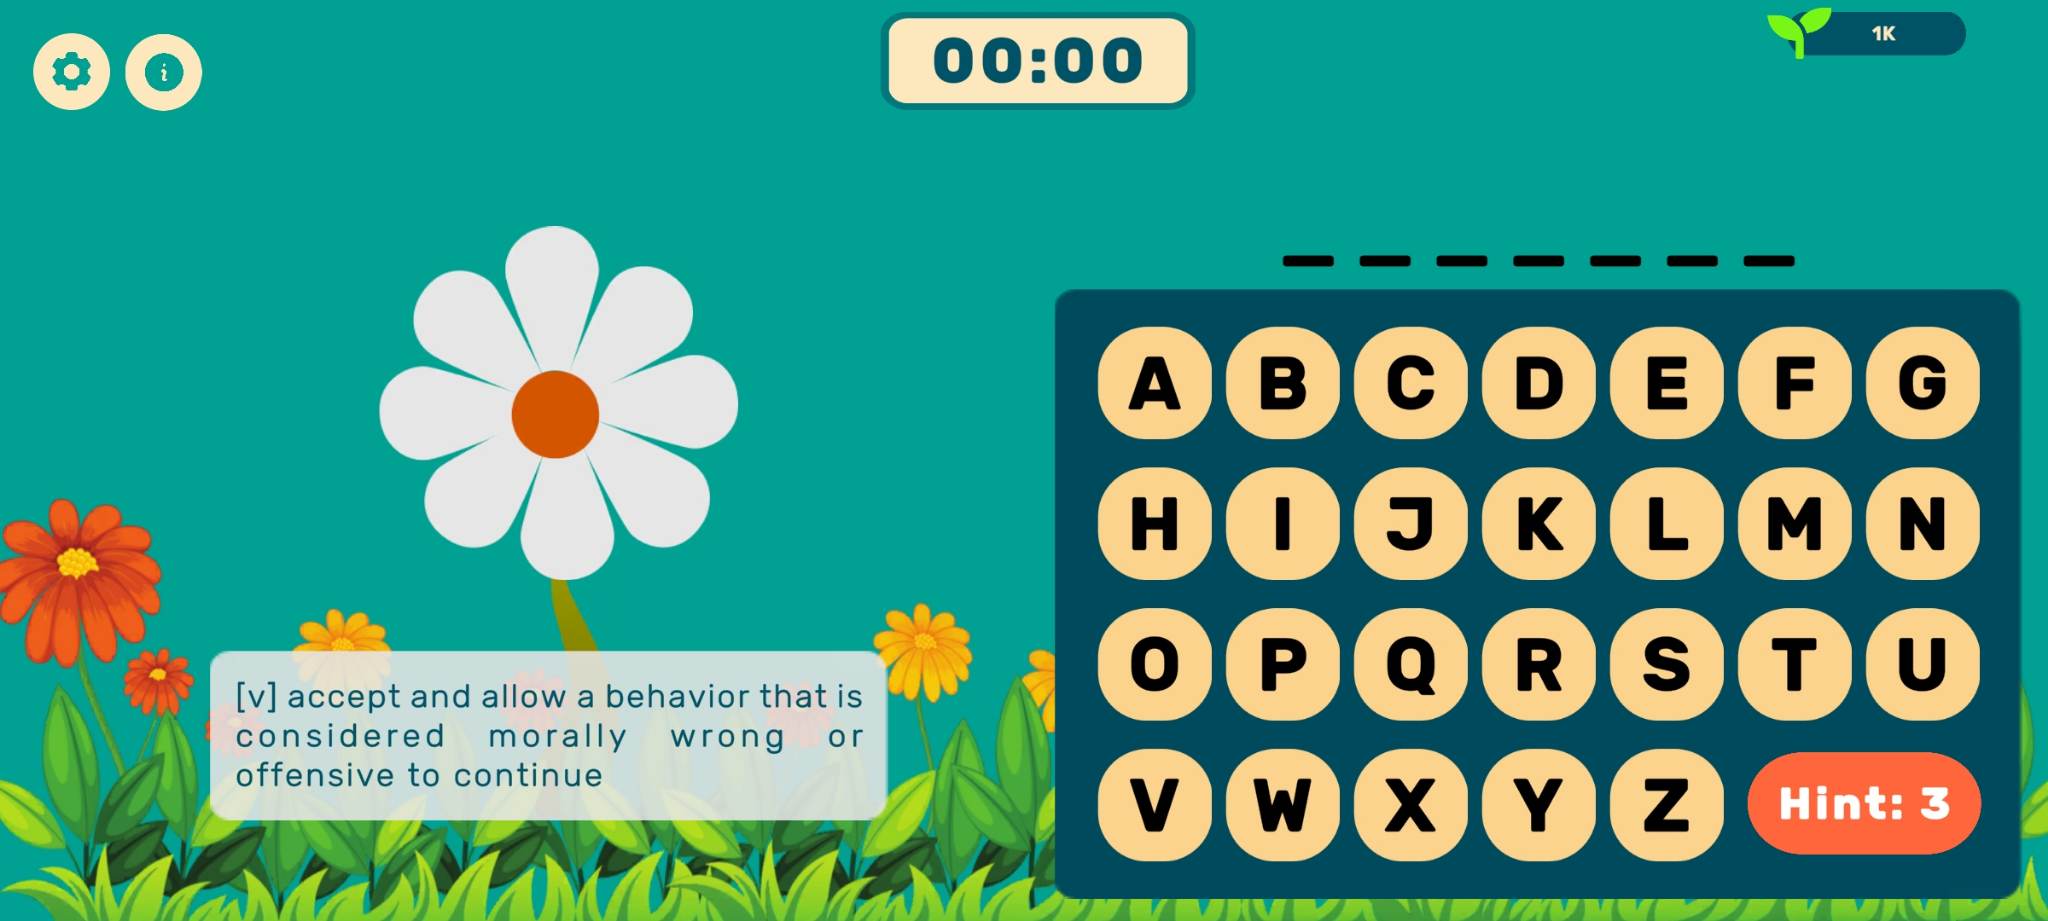 00:00
1K
A B C D E F G
H I J K L M N
O P Q R S T U
V W X Y Z Hint: 3
[v] accept and allow a behavior that is
considered morally wrong or
offensive to continue